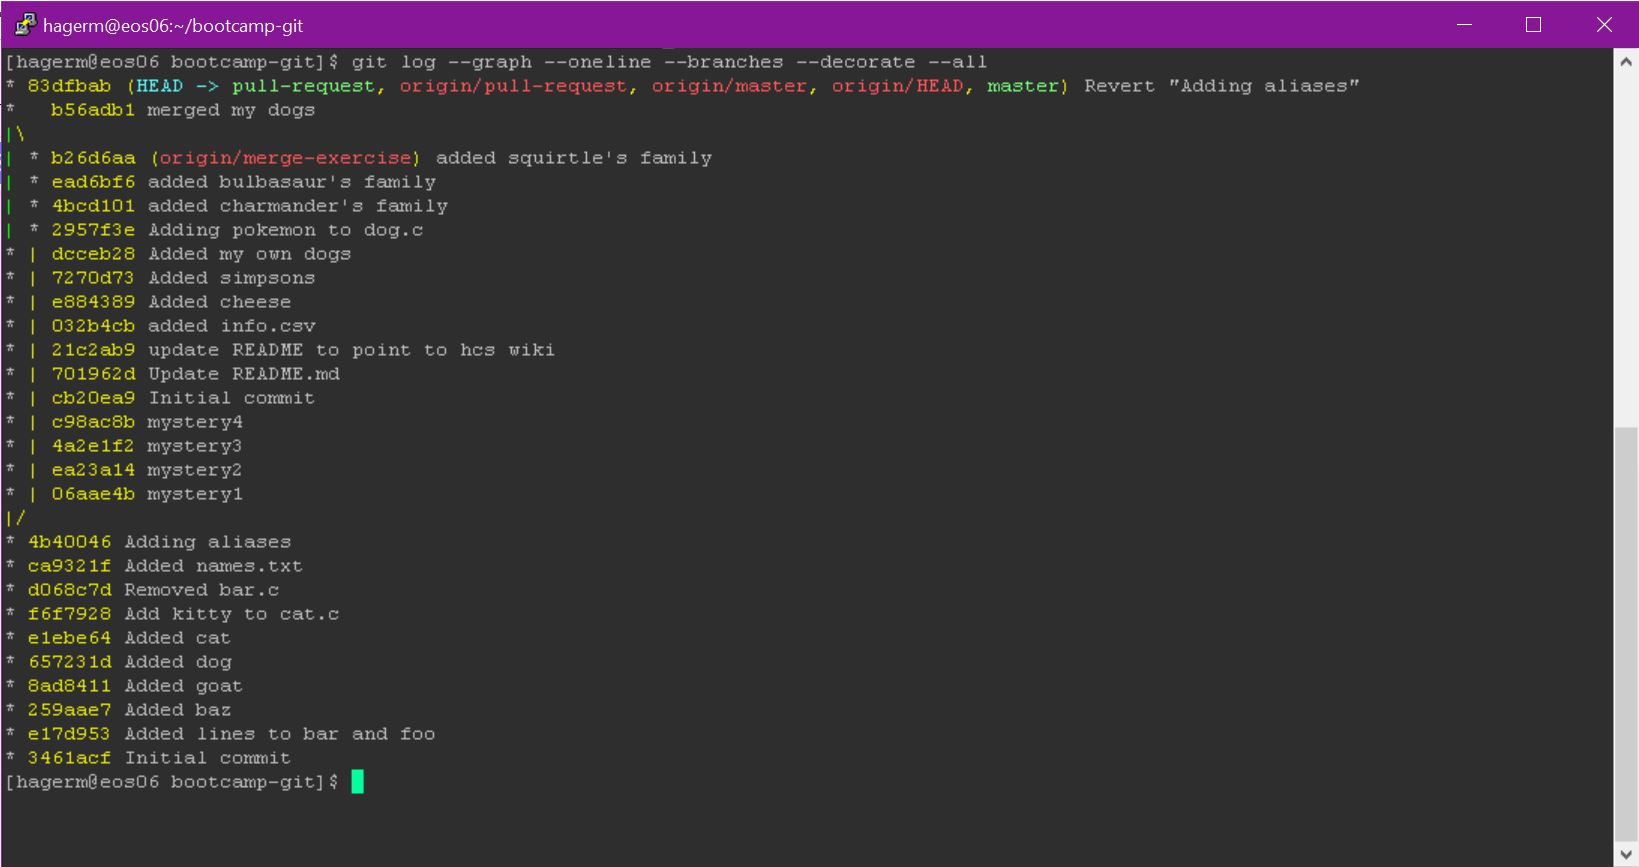 hagerm@eos06:~/bootcamp-git
[hagerm@eos06 bootcamp-git]$ git log --graph --oneline --branches --decorate --all
* 83dfbab (HEAD -> pull-request, origin/pull-request, origin/master, origin/HEAD, master) Revert "Adding aliases"
*   b56adb1 merged my dogs
|\
| * b26d6aa (origin/merge-exercise) added squirtle's family
| * ead6bf6 added bulbasaur's family
| * 4bcd101 added charmander's family
| * 2957f3e Adding pokemon to dog.c
* | dcceb28 Added my own dogs
* | 7270d73 Added simpsons
* | e884389 Added cheese
* | 032b4cb added info.csv
* | 21c2ab9 update README to point to hcs wiki
* | 701962d Update README.md
* | cb20ea9 Initial commit
* | c98ac8b mystery4
* | 4a2e1f2 mystery3
* | ea23a14 mystery2
* | 06aae4b mystery1
|/
* 4b40046 Adding aliases
* ca9321f Added names.txt
* d068c7d Removed bar.c
* f6f7928 Add kitty to cat.c
* e1ebe64 Added cat
* 657231d Added dog
* 8ad8411 Added goat
* 259aae7 Added baz
* e17d953 Added lines to bar and foo
* 3461acf Initial commit
[hagerm@eos06 bootcamp-git]$